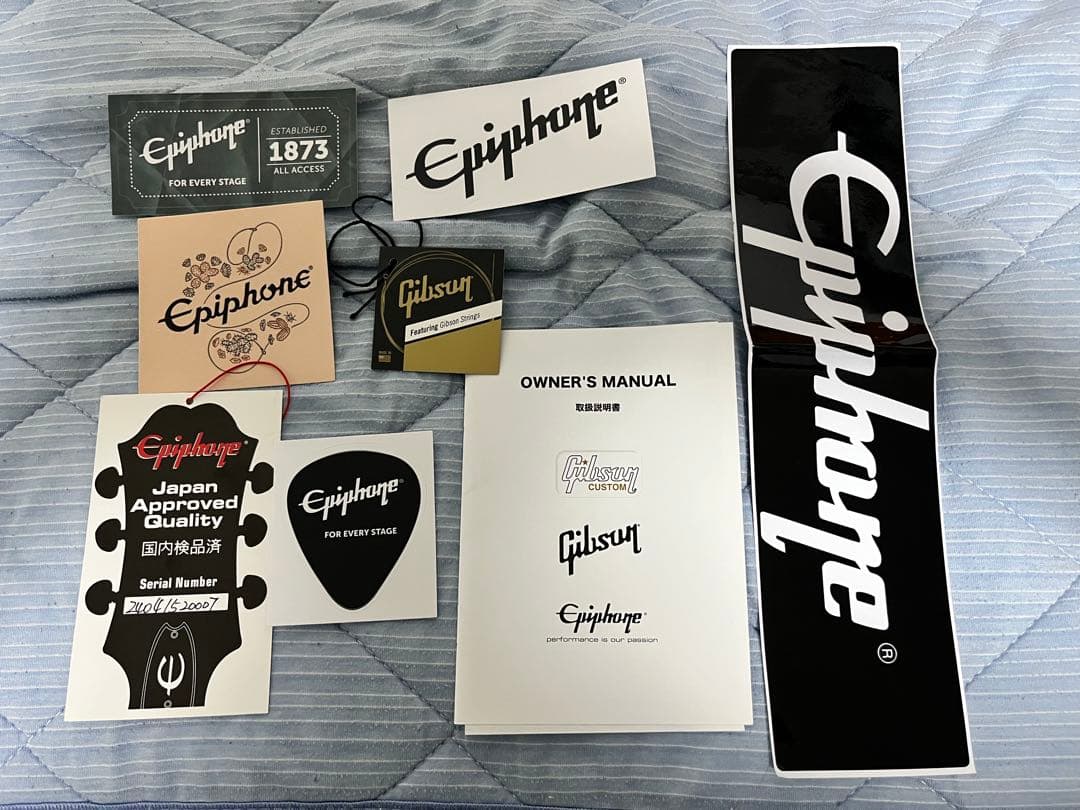 Epiphone®
FOR EVERY STAGE
ESTABLISHED
1873
ALL ACCESS
Epiphone®
Epiphone®
Gibson
Featuring Gibson Strings
Epiphone®
Japan
Approved
Quality
国内検品済
Serial Number
24041520007
Epiphone®
FOR EVERY STAGE
OWNER'S MANUAL
取扱説明書
Gibson
CUSTOM
Gibson
Epiphone®
performance is our passion
Epiphone®